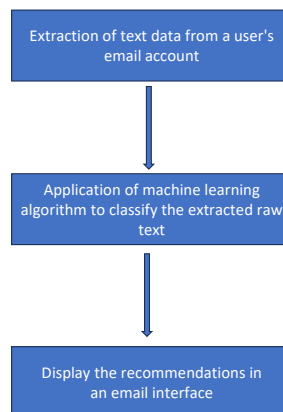 Extraction of text data from a user's
email account
Application of machine learning
algorithm to classify the extracted raw
text
Display the recommendations in
an email interface